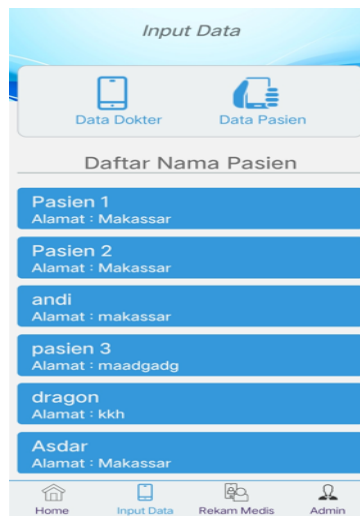 Input Data
Data Dokter Data Pasien
Daftar Nama Pasien
Pasien 1
Alamat : Makassar
Pasien 2
Alamat : Makassar
andi
Alamat : makassar
pasien 3
Alamat : maadgadg
dragon
Alamat : kkh
Asdar
Alamat : Makassar
Home Input Data Rekam Medis Admin